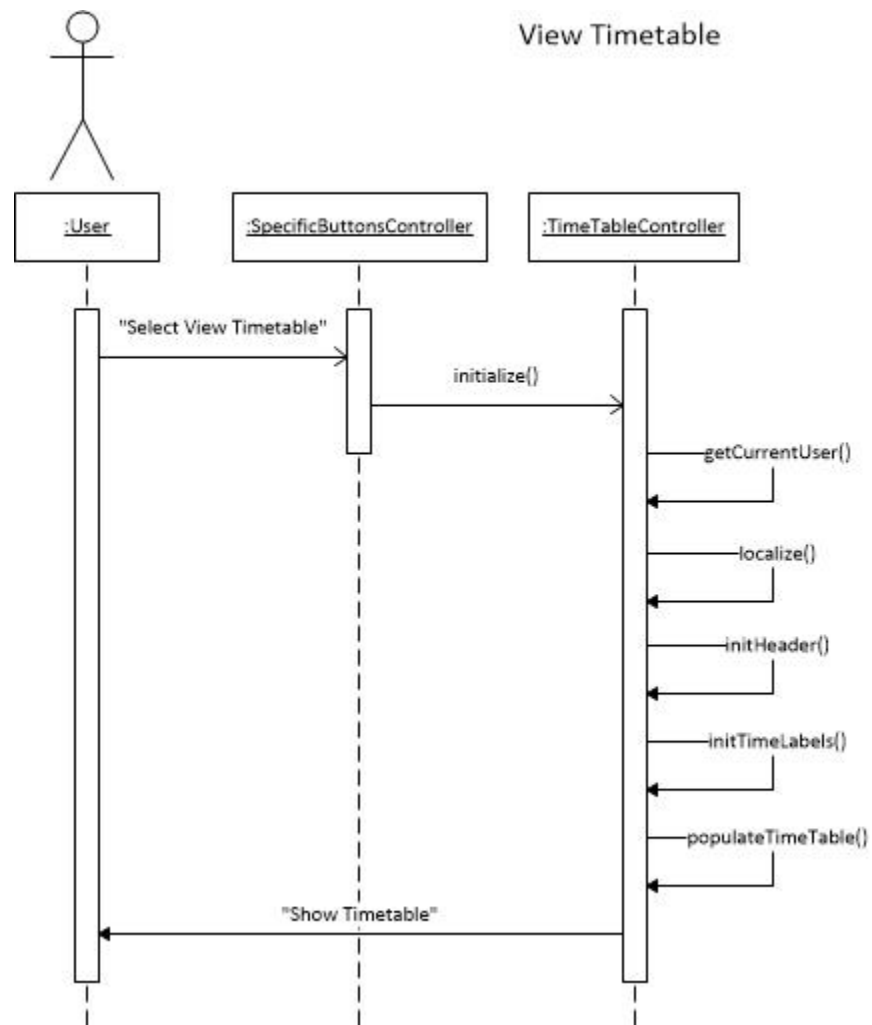 View Timetable
:User
:SpecificButtonsController
:TimeTableController
"Select View Timetable"
initialize()
getCurrentUser()
localize()
initHeader()
initTimeLabels()
populateTimeTable()
"Show Timetable"